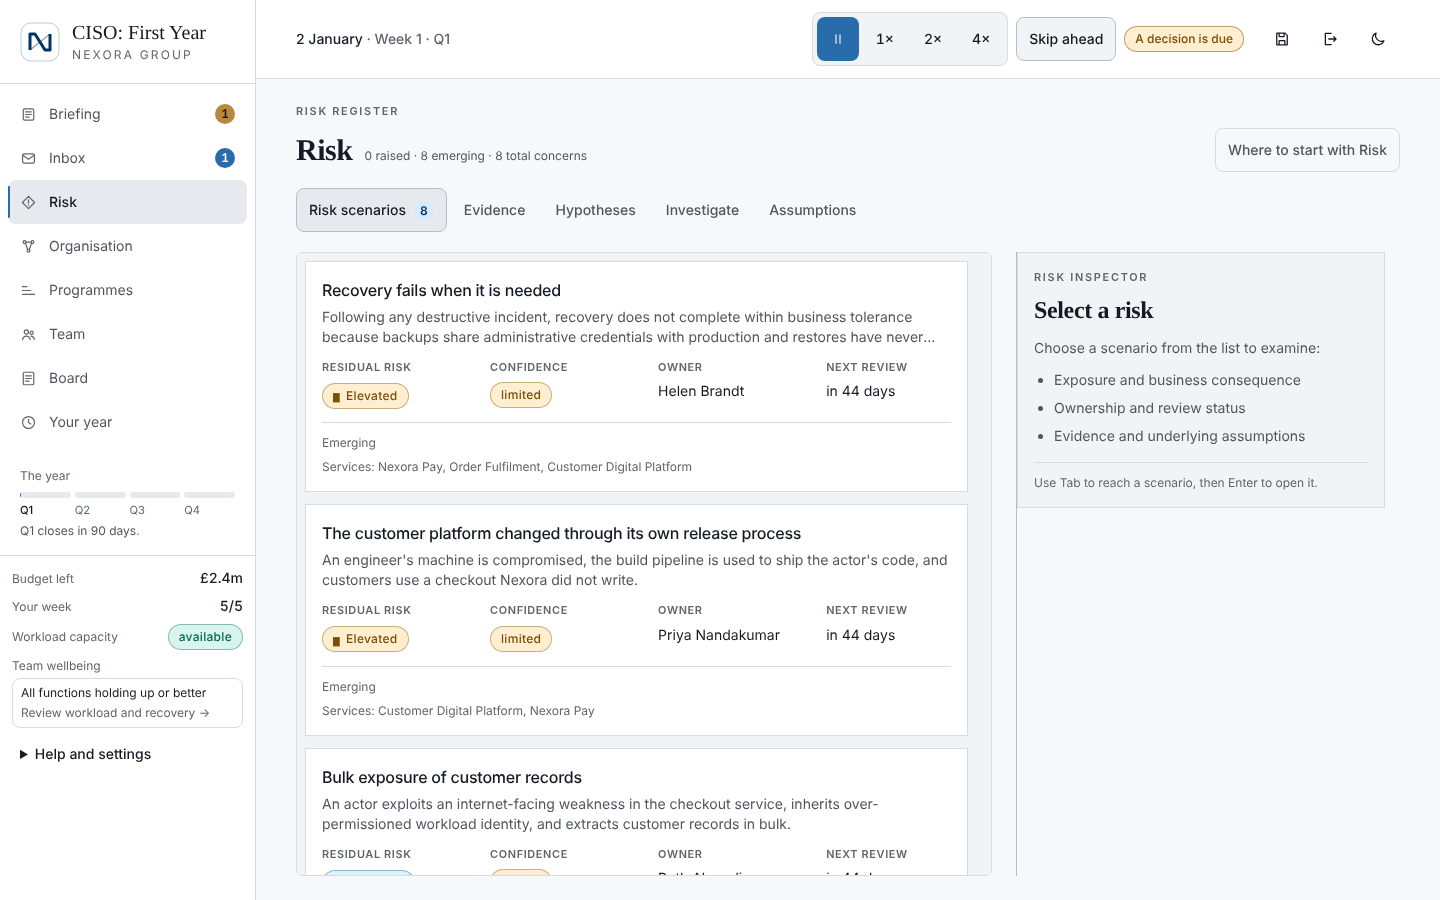 CISO: First Year
NEXORA GROUP
Briefing 1
Inbox 1
Risk
Organisation
Programmes
Team
Board
Your year
The year
Q1 Q2 Q3 Q4
Q1 closes in 90 days.
Budget left £2.4m
Your week 5/5
Workload capacity available
Team wellbeing
All functions holding up or better
Review workload and recovery →
Help and settings
2 January · Week 1 · Q1
1× 2× 4× Skip ahead A decision is due
RISK REGISTER
Risk 0 raised · 8 emerging · 8 total concerns
Where to start with Risk
Risk scenarios 8 Evidence Hypotheses Investigate Assumptions
Recovery fails when it is needed
Following any destructive incident, recovery does not complete within business tolerance
because backups share administrative credentials with production and restores have never...
RESIDUAL RISK CONFIDENCE OWNER NEXT REVIEW
Elevated limited Helen Brandt in 44 days
Emerging
Services: Nexora Pay, Order Fulfilment, Customer Digital Platform
The customer platform changed through its own release process
An engineer's machine is compromised, the build pipeline is used to ship the actor's code, and
customers use a checkout Nexora did not write.
RESIDUAL RISK CONFIDENCE OWNER NEXT REVIEW
Elevated limited Priya Nandakumar in 44 days
Emerging
Services: Customer Digital Platform, Nexora Pay
Bulk exposure of customer records
An actor exploits an internet-facing weakness in the checkout service, inherits over-
permissioned workload identity, and extracts customer records in bulk.
RESIDUAL RISK CONFIDENCE OWNER NEXT REVIEW
RISK INSPECTOR
Select a risk
Choose a scenario from the list to examine:
Exposure and business consequence
Ownership and review status
Evidence and underlying assumptions
Use Tab to reach a scenario, then Enter to open it.